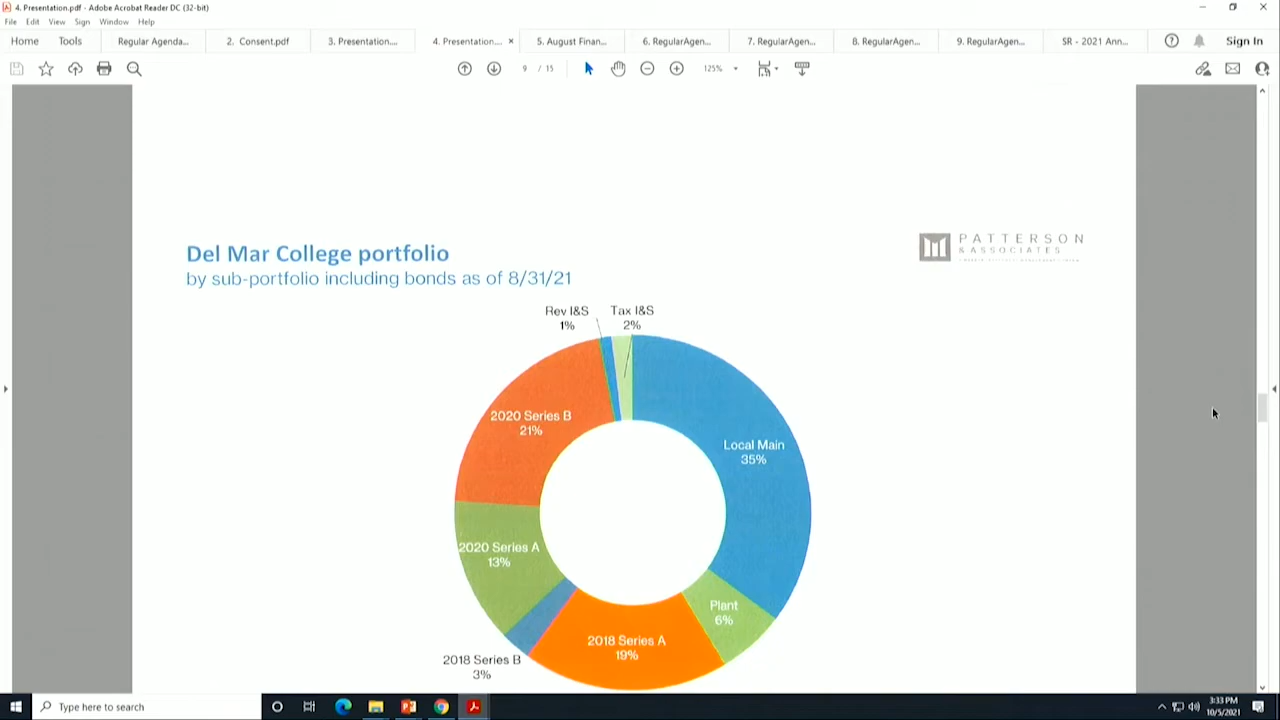 4. Presentation.pdf - Adobe Acrobat Reader DC (32-bit)
File Edit View Sign Window Help
Home Tools Regular Agenda... 2. Consent.pdf 3. Presentation.... 4. Presentation.... × 5. August Finan... 6. RegularAgen... 7. RegularAgen... 8. RegularAgen... 9. RegularAgen... SR - 2021 Ann... Sign In
9 / 15 125%
Del Mar College portfolio
by sub-portfolio including bonds as of 8/31/21
PATTERSON
& ASSOCIATES
Rev I&S
1%
Tax I&S
2%
2020 Series B
21%
Local Main
35%
2020 Series A
13%
Plant
6%
2018 Series A
19%
2018 Series B
3%
Type here to search
3:33 PM
10/5/2021